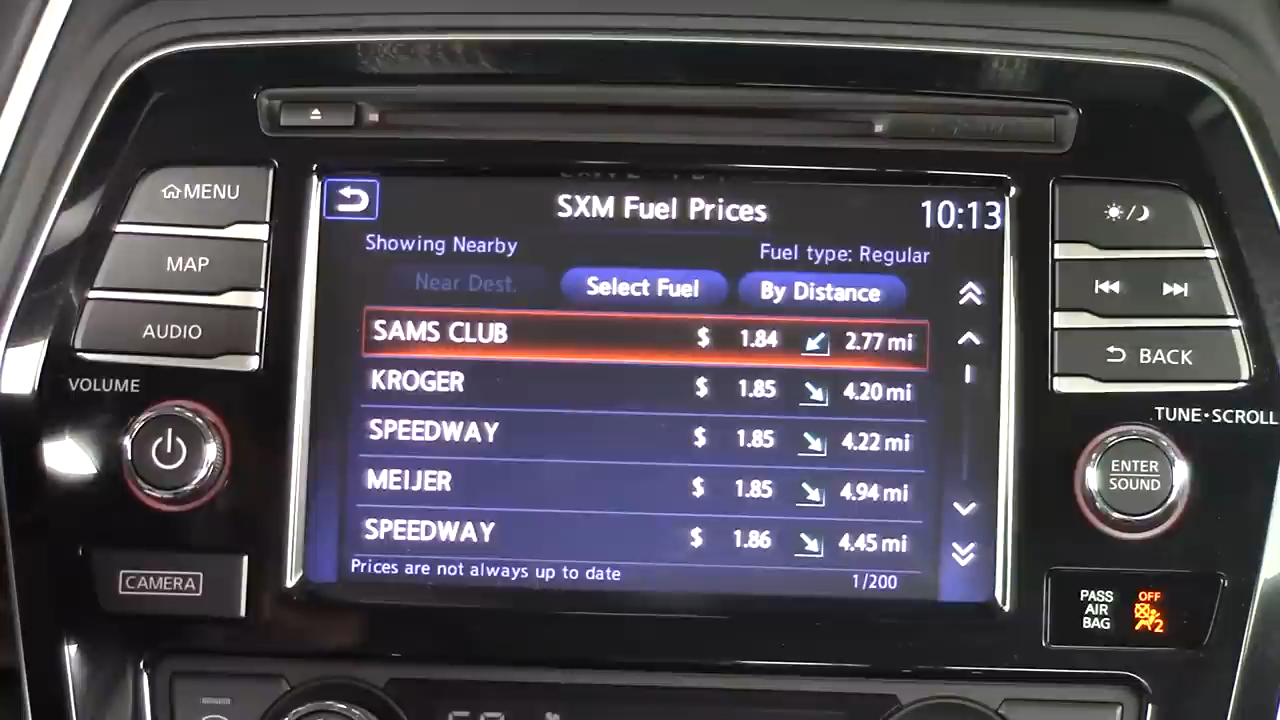 MENU
MAP
AUDIO
VOLUME
CAMERA
SXM Fuel Prices
10:13
Showing Nearby
Fuel type: Regular
Near Dest.
Select Fuel
By Distance
SAMS CLUB $ 1.84 2.77 mi
KROGER $ 1.85 4.20 mi
SPEEDWAY $ 1.85 4.22 mi
MEIJER $ 1.85 4.94 mi
SPEEDWAY $ 1.86 4.45 mi
Prices are not always up to date
1/200
BACK
TUNE•SCROLL
ENTER
SOUND
PASS
AIR
BAG
OFF
2